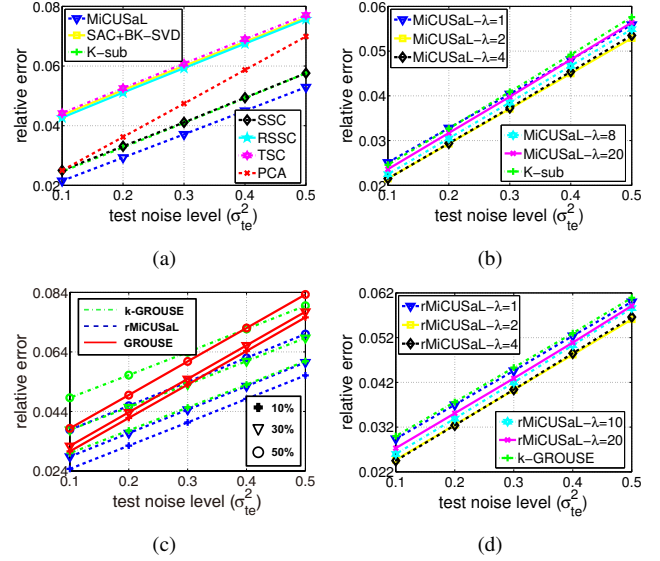 0.08
0.06
0.04
0.02
relative error
MiCUSaL
SAC+BK-SVD
K-sub
SSC
RSSC
TSC
PCA
0.1 0.2 0.3 0.4 0.5
test noise level (σ²te)
(a)
0.06
0.05
0.04
0.03
0.02
relative error
MiCUSaL-λ=1
MiCUSaL-λ=2
MiCUSaL-λ=4
MiCUSaL-λ=8
MiCUSaL-λ=20
K-sub
0.1 0.2 0.3 0.4 0.5
test noise level (σ²te)
(b)
0.084
0.064
0.044
0.024
relative error
k-GROUSE
rMiCUSaL
GROUSE
10%
30%
50%
0.1 0.2 0.3 0.4 0.5
test noise level (σ²te)
(c)
0.062
0.052
0.042
0.032
0.022
relative error
rMiCUSaL-λ=1
rMiCUSaL-λ=2
rMiCUSaL-λ=4
rMiCUSaL-λ=10
rMiCUSaL-λ=20
k-GROUSE
0.1 0.2 0.3 0.4 0.5
test noise level (σ²te)
(d)